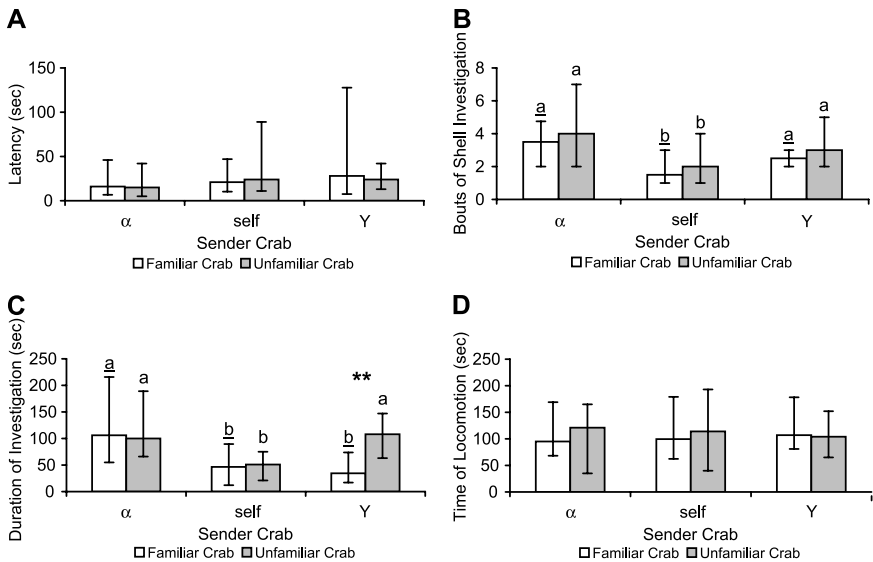 A
Latency (sec)
150
100
50
0
α self Y
Sender Crab
Familiar Crab Unfamiliar Crab
B
Bouts of Shell Investigation
8
6
4
2
0
a a b b a a
α self Y
Sender Crab
Familiar Crab Unfamiliar Crab
C
Duration of Investigation (sec)
250
200
150
100
50
0
a a b b b ** a
α self Y
Sender Crab
Familiar Crab Unfamiliar Crab
D
Time of Locomotion (sec)
250
200
150
100
50
0
α self Y
Sender Crab
Familiar Crab Unfamiliar Crab